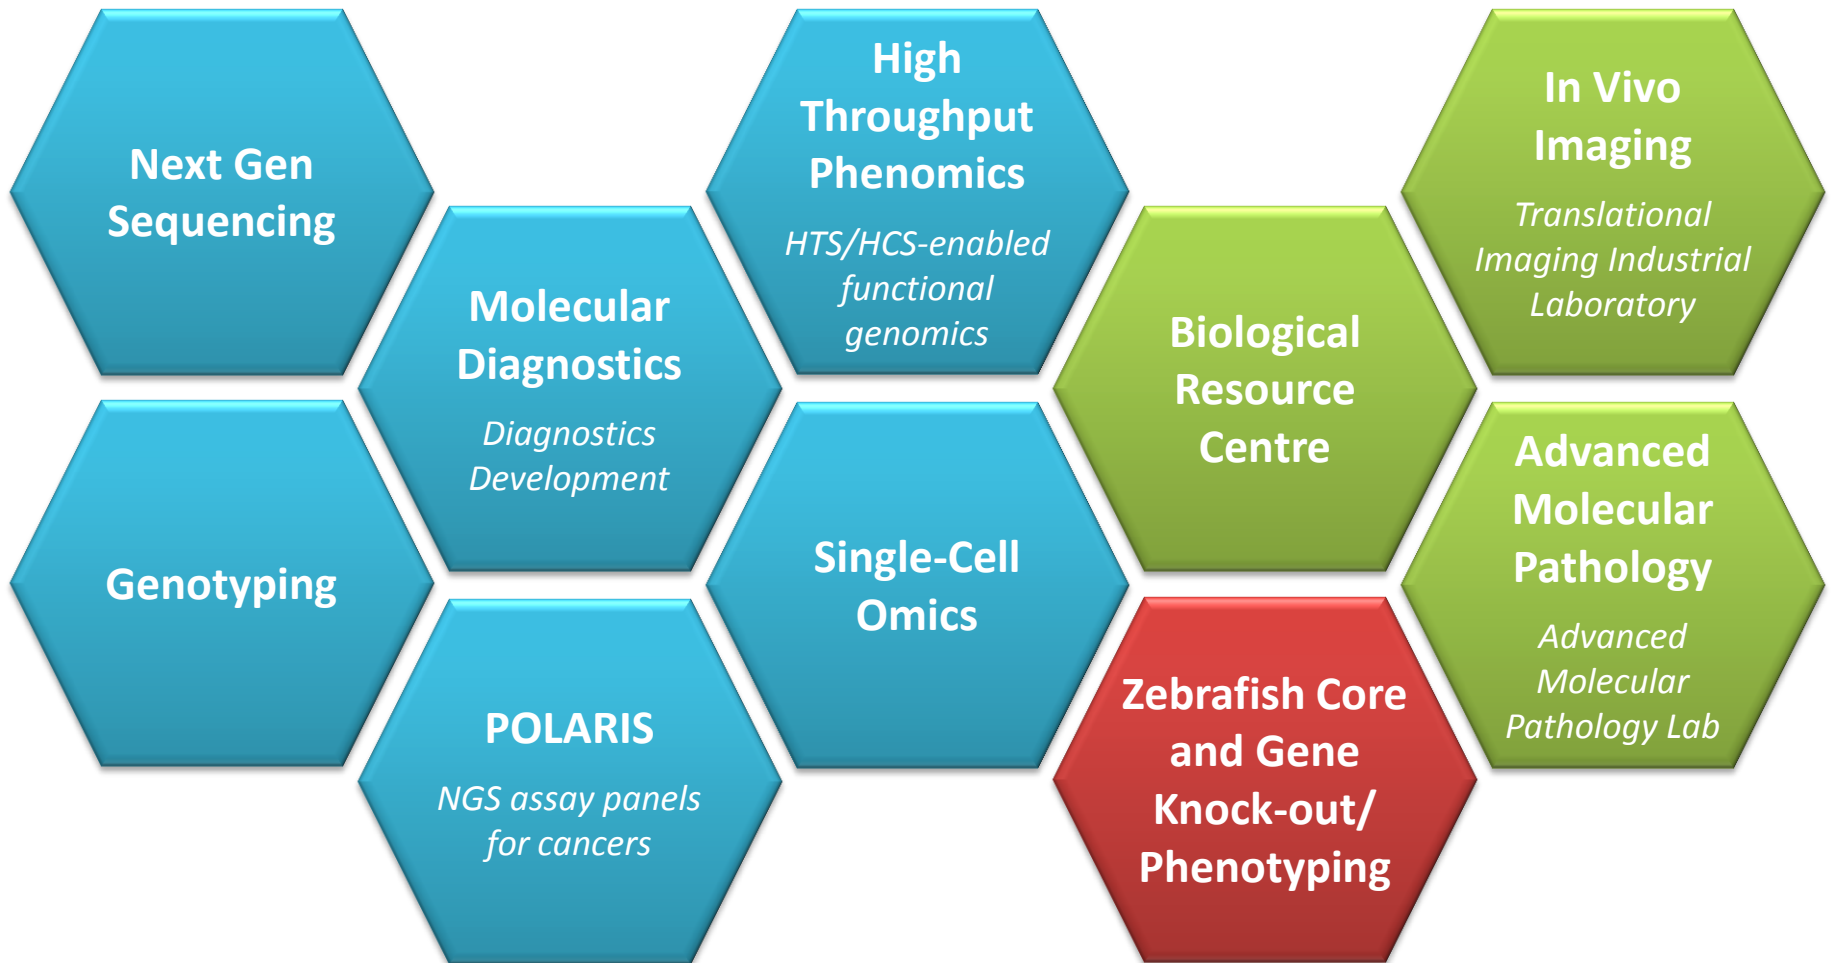 Next Gen
Sequencing
Genotyping
Molecular
Diagnostics
Diagnostics
Development
POLARIS
NGS assay panels
for cancers
High
Throughput
Phenomics
HTS/HCS-enabled
functional
genomics
Single-Cell
Omics
Biological
Resource
Centre
Zebrafish Core
and Gene
Knock-out/
Phenotyping
In Vivo
Imaging
Translational
Imaging Industrial
Laboratory
Advanced
Molecular
Pathology
Advanced
Molecular
Pathology Lab